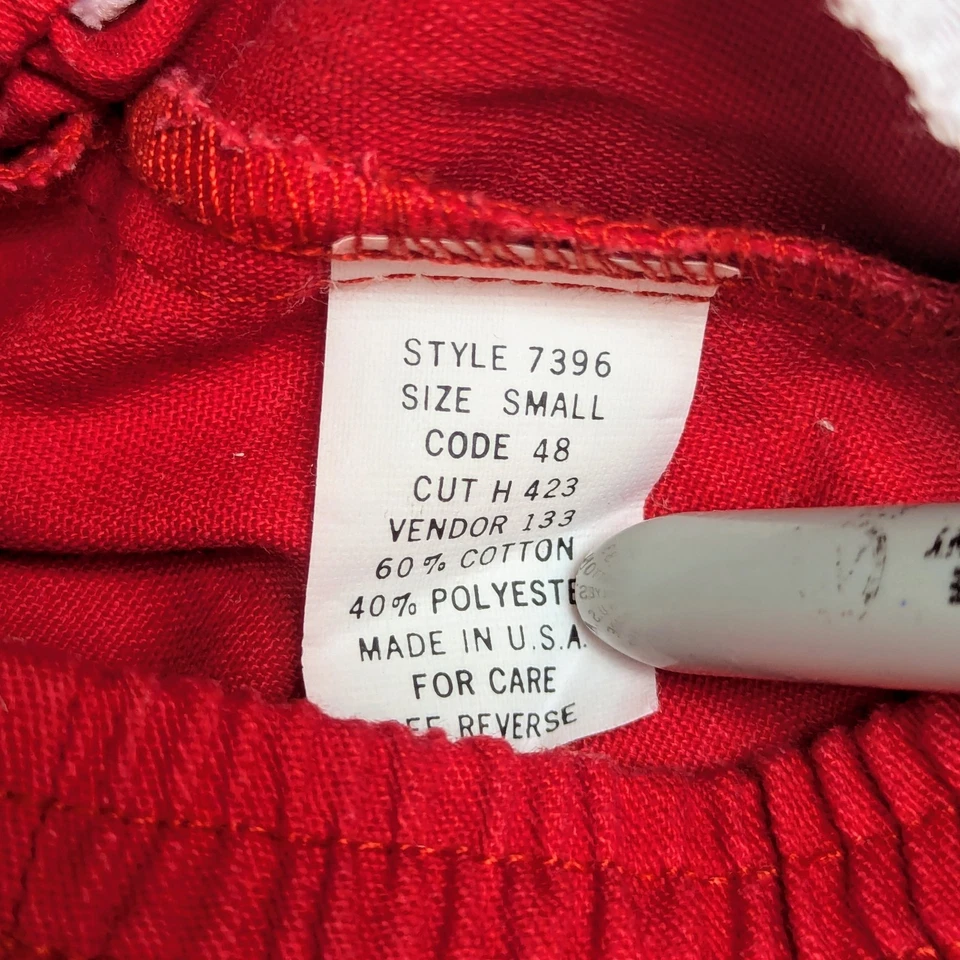 STYLE 7396
SIZE SMALL
CODE 48
CUT H 423
VENDOR 133
60% COTTON
40% POLYESTE
MADE IN U.S.A.
FOR CARE
EE REVERSE